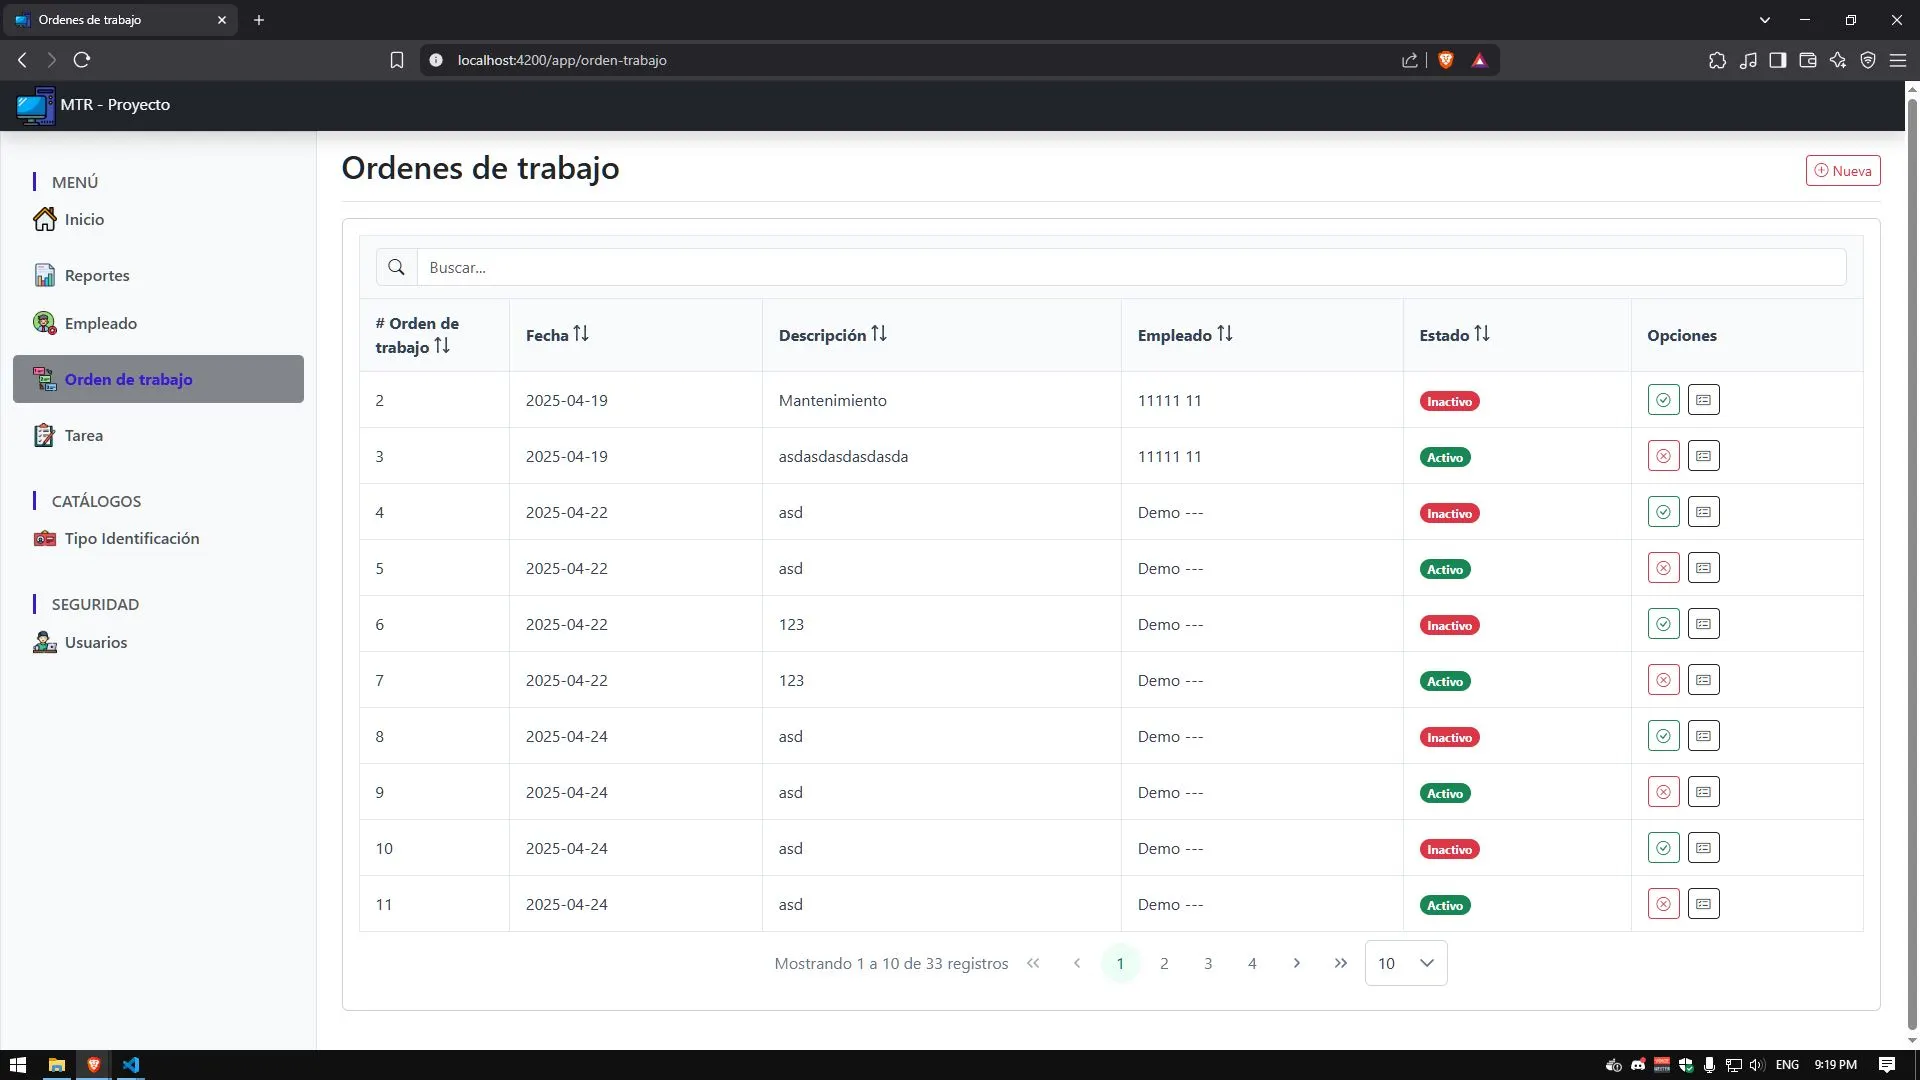 Ordenes de trabajo
localhost:4200/app/orden-trabajo
MTR - Proyecto
MENÚ
Inicio
Reportes
Empleado
Orden de trabajo
Tarea
CATÁLOGOS
Tipo Identificación
SEGURIDAD
Usuarios
Ordenes de trabajo
Nueva
Buscar...
# Orden de trabajo Fecha Descripción Empleado Estado Opciones
2 2025-04-19 Mantenimiento 11111 11 Inactivo
3 2025-04-19 asdasdasdasdasda 11111 11 Activo
4 2025-04-22 asd Demo --- Inactivo
5 2025-04-22 asd Demo --- Activo
6 2025-04-22 123 Demo --- Inactivo
7 2025-04-22 123 Demo --- Activo
8 2025-04-24 asd Demo --- Inactivo
9 2025-04-24 asd Demo --- Activo
10 2025-04-24 asd Demo --- Inactivo
11 2025-04-24 asd Demo --- Activo
Mostrando 1 a 10 de 33 registros 1 2 3 4 10
ENG 9:19 PM